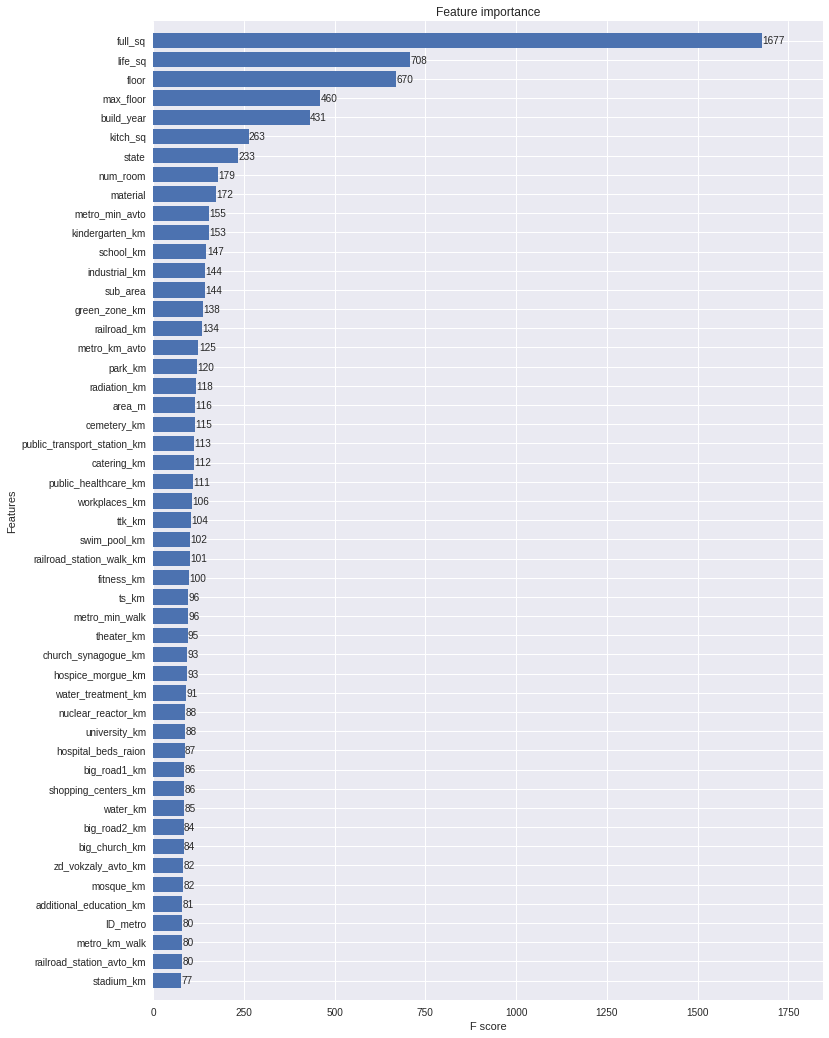 Feature importance
full_sq 1677
life_sq 708
floor 670
max_floor 460
build_year 431
kitch_sq 263
state 233
num_room 179
material 172
metro_min_avto 155
kindergarten_km 153
school_km 147
industrial_km 144
sub_area 144
green_zone_km 138
railroad_km 134
metro_km_avto 125
park_km 120
radiation_km 118
area_m 116
cemetery_km 115
public_transport_station_km 113
catering_km 112
public_healthcare_km 111
workplaces_km 106
ttk_km 104
swim_pool_km 102
railroad_station_walk_km 101
fitness_km 100
ts_km 96
metro_min_walk 96
theater_km 95
church_synagogue_km 93
hospice_morgue_km 93
water_treatment_km 91
nuclear_reactor_km 88
university_km 88
hospital_beds_raion 87
big_road1_km 86
shopping_centers_km 86
water_km 85
big_road2_km 84
big_church_km 84
zd_vokzaly_avto_km 82
mosque_km 82
additional_education_km 81
ID_metro 80
metro_km_walk 80
railroad_station_avto_km 80
stadium_km 77
Features
0 250 500 750 1000 1250 1500 1750
F score